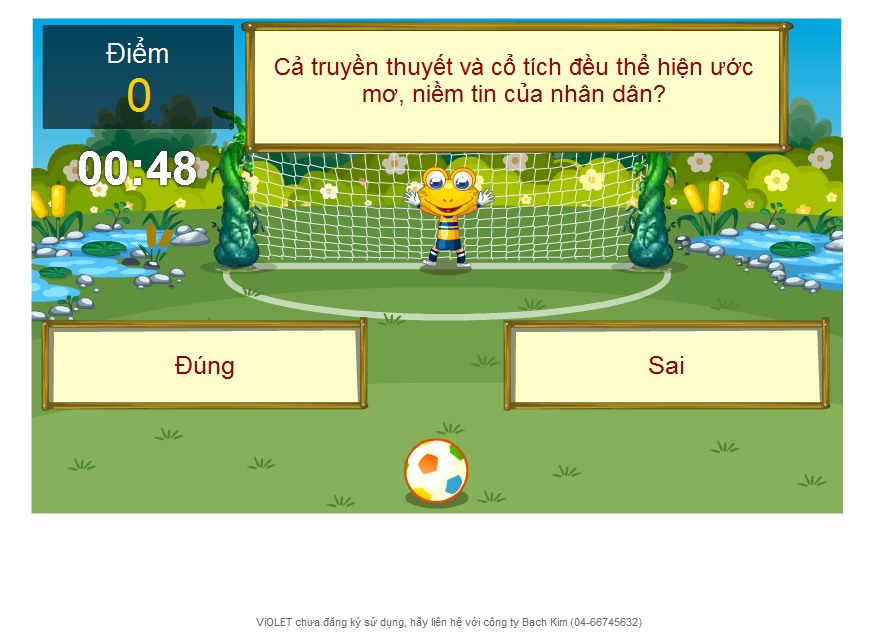 Điểm
0
Cả truyền thuyết và cổ tích đều thể hiện ước
mơ, niềm tin của nhân dân?
00:48
Đúng
Sai
ViOLET chưa đăng ký sử dụng, hãy liên hệ với công ty Bạch Kim (04-66745632)